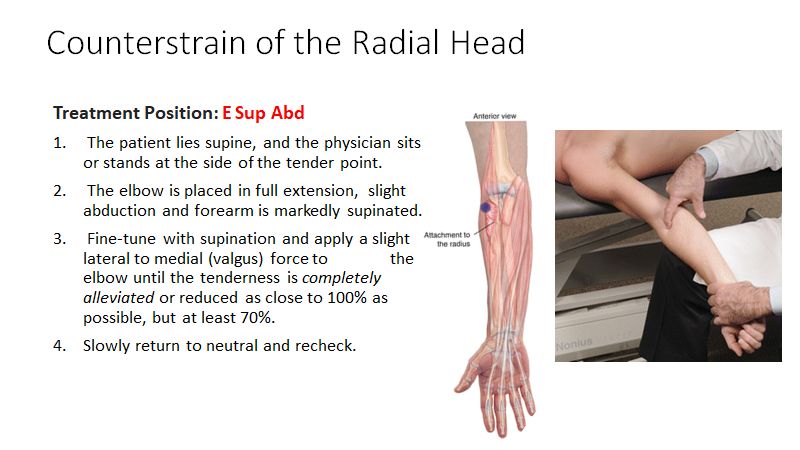 Counterstrain of the Radial Head
Treatment Position: E Sup Abd
1. The patient lies supine, and the physician sits
or stands at the side of the tender point.
2. The elbow is placed in full extension, slight
abduction and forearm is markedly supinated.
3. Fine-tune with supination and apply a slight
lateral to medial (valgus) force to the
elbow until the tenderness is completely
alleviated or reduced as close to 100% as
possible, but at least 70%.
4. Slowly return to neutral and recheck.
Anterior view
Attachment to
the radius
Nonius